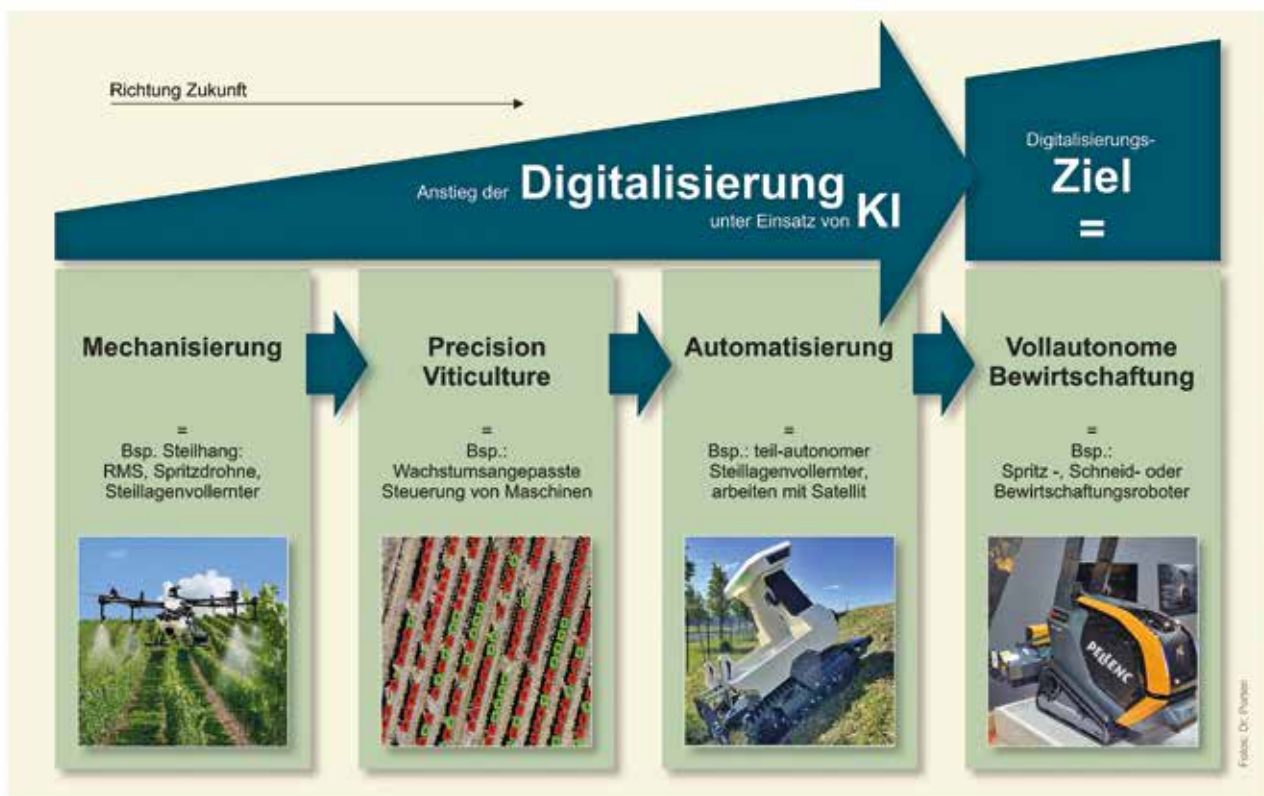 Richtung Zukunft
Anstieg der Digitalisierung
unter Einsatz von KI
Digitalisierungs-
Ziel
=
Mechanisierung
=
Bsp. Steilhang:
RMS, Spritzdrohne,
Steillagenvollernter
Precision
Viticulture
=
Bsp.:
Wachstumsangepasste
Steuerung von Maschinen
Automatisierung
=
Bsp.: teil-autonomer
Steillagenvollernter,
arbeiten mit Satellit
Vollautonome
Bewirtschaftung
=
Bsp.:
Spritz -, Schneid- oder
Bewirtschaftungsroboter
PELLENC
Fotos: Dr.